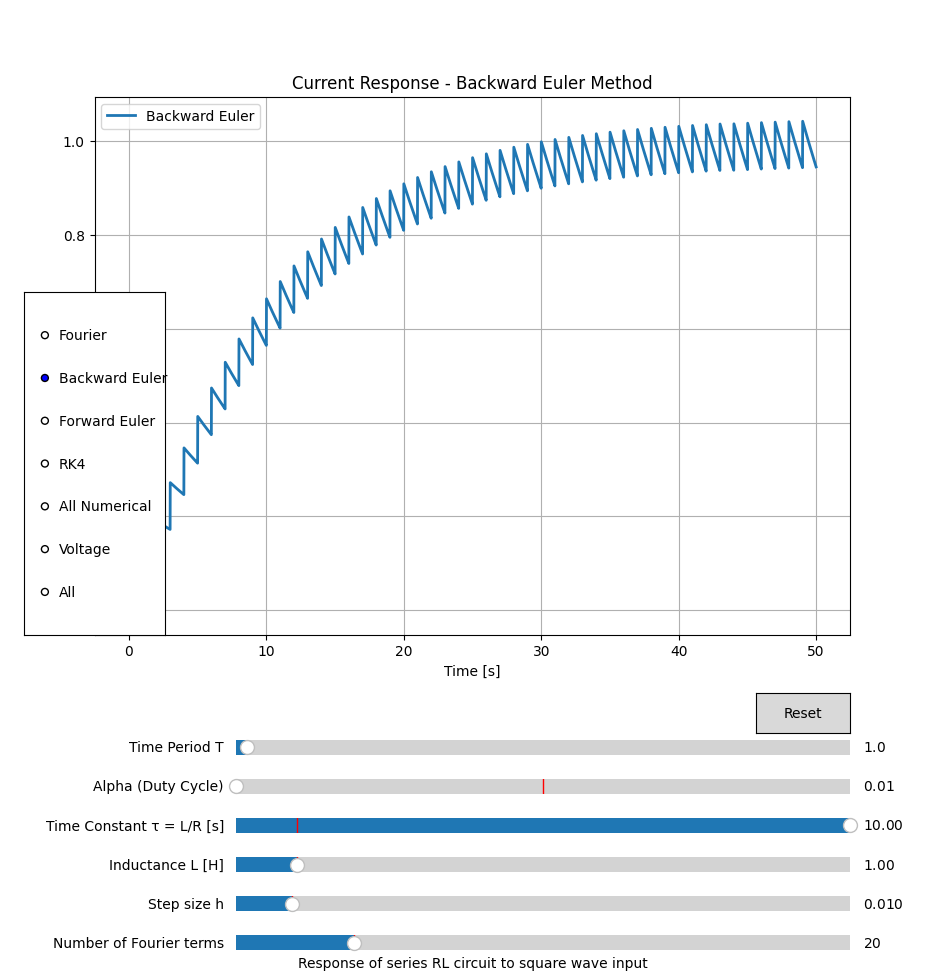 Current Response - Backward Euler Method
Backward Euler
1.0
0.8
Fourier
Backward Euler
Forward Euler
RK4
All Numerical
Voltage
All
0 10 20 30 40 50
Time [s]
Reset
Time Period T 1.0
Alpha (Duty Cycle) 0.01
Time Constant τ = L/R [s] 10.00
Inductance L [H] 1.00
Step size h 0.010
Number of Fourier terms 20
Response of series RL circuit to square wave input